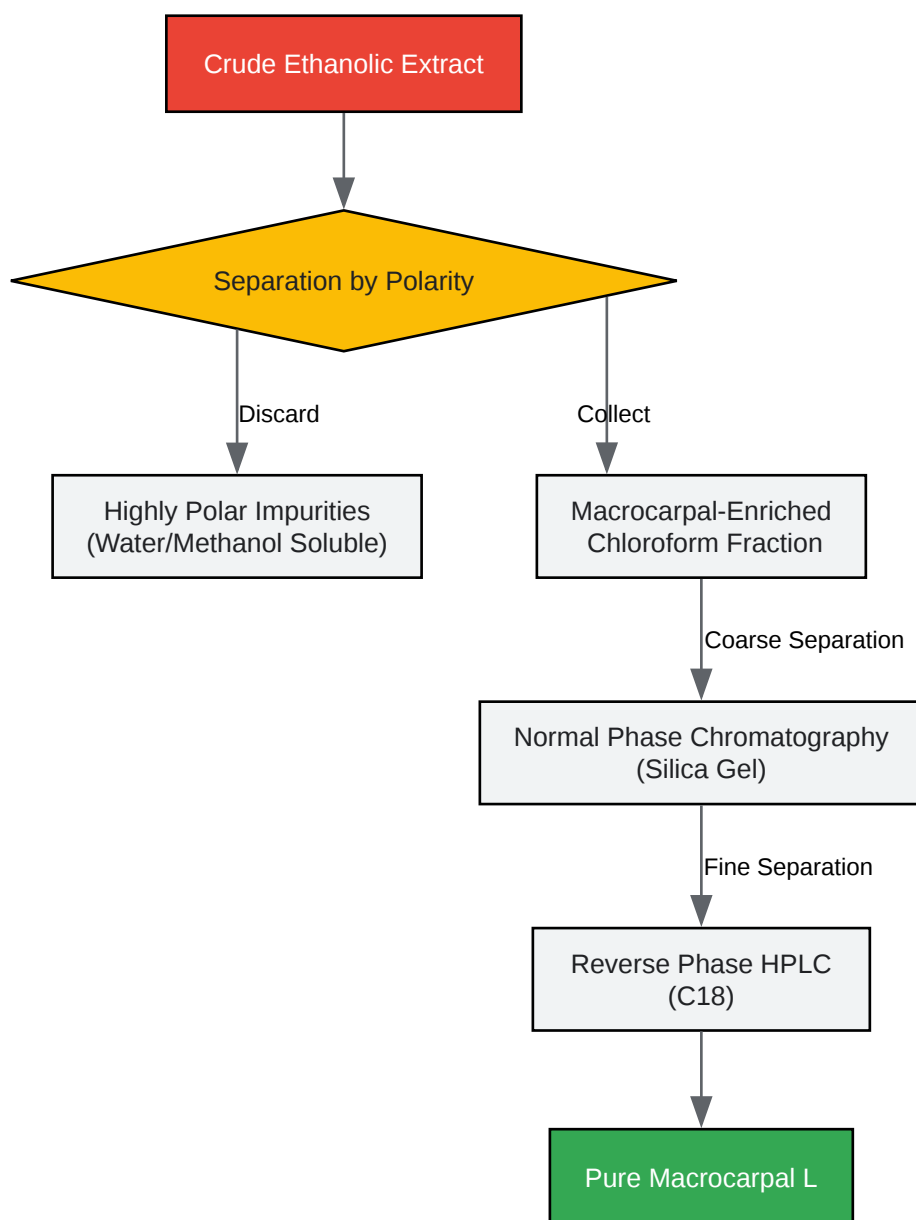 Crude Ethanolic Extract
Separation by Polarity
Discard
Collect
Highly Polar Impurities
(Water/Methanol Soluble)
Macrocarpal-Enriched
Chloroform Fraction
Coarse Separation
Normal Phase Chromatography
(Silica Gel)
Fine Separation
Reverse Phase HPLC
(C18)
Pure Macrocarpal L